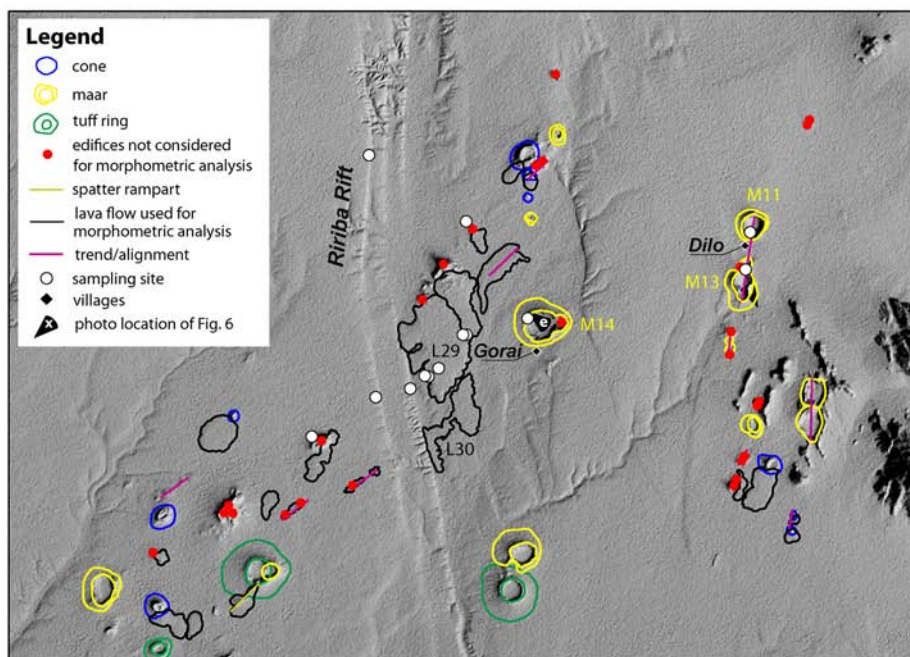 Legend
cone
maar
tuff ring
edifices not considered
for morphometric analysis
spatter rampart
lava flow used for
morphometric analysis
trend/alignment
sampling site
villages
x
photo location of Fig. 6
Ririba Rift
M11
Dilo
M13
e
M14
L29
Gorai
L30